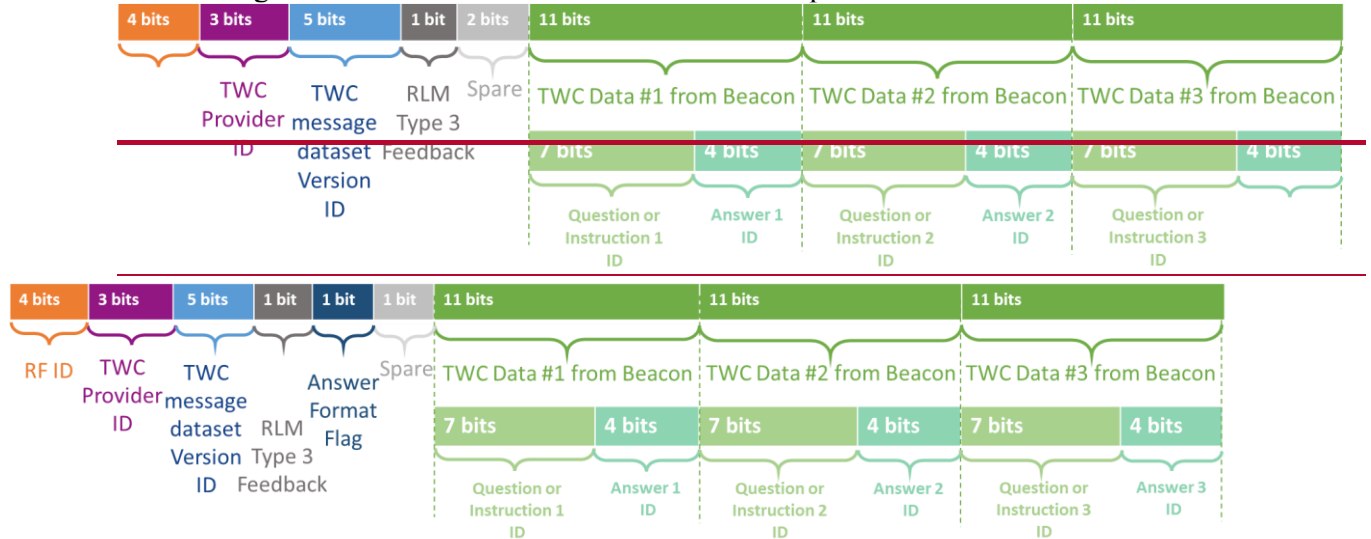 4 bits 3 bits 5 bits 1 bit 2 bits 11 bits 11 bits 11 bits
TWC Provider ID
TWC message dataset Version ID
RLM Type 3 Feedback
Spare
TWC Data #1 from Beacon
TWC Data #2 from Beacon
TWC Data #3 from Beacon
7 bits 4 bits 7 bits 4 bits 7 bits 4 bits
Question or Instruction 1 ID
Answer 1 ID
Question or Instruction 2 ID
Answer 2 ID
Question or Instruction 3 ID
4 bits 3 bits 5 bits 1 bit 1 bit 1 bit 11 bits 11 bits 11 bits
RF ID
TWC Provider ID
TWC message dataset Version ID
RLM Type 3 Feedback
Answer Format Flag
Spare
TWC Data #1 from Beacon
TWC Data #2 from Beacon
TWC Data #3 from Beacon
7 bits 4 bits 7 bits 4 bits 7 bits 4 bits
Question or Instruction 1 ID
Answer 1 ID
Question or Instruction 2 ID
Answer 2 ID
Question or Instruction 3 ID
Answer 3 ID